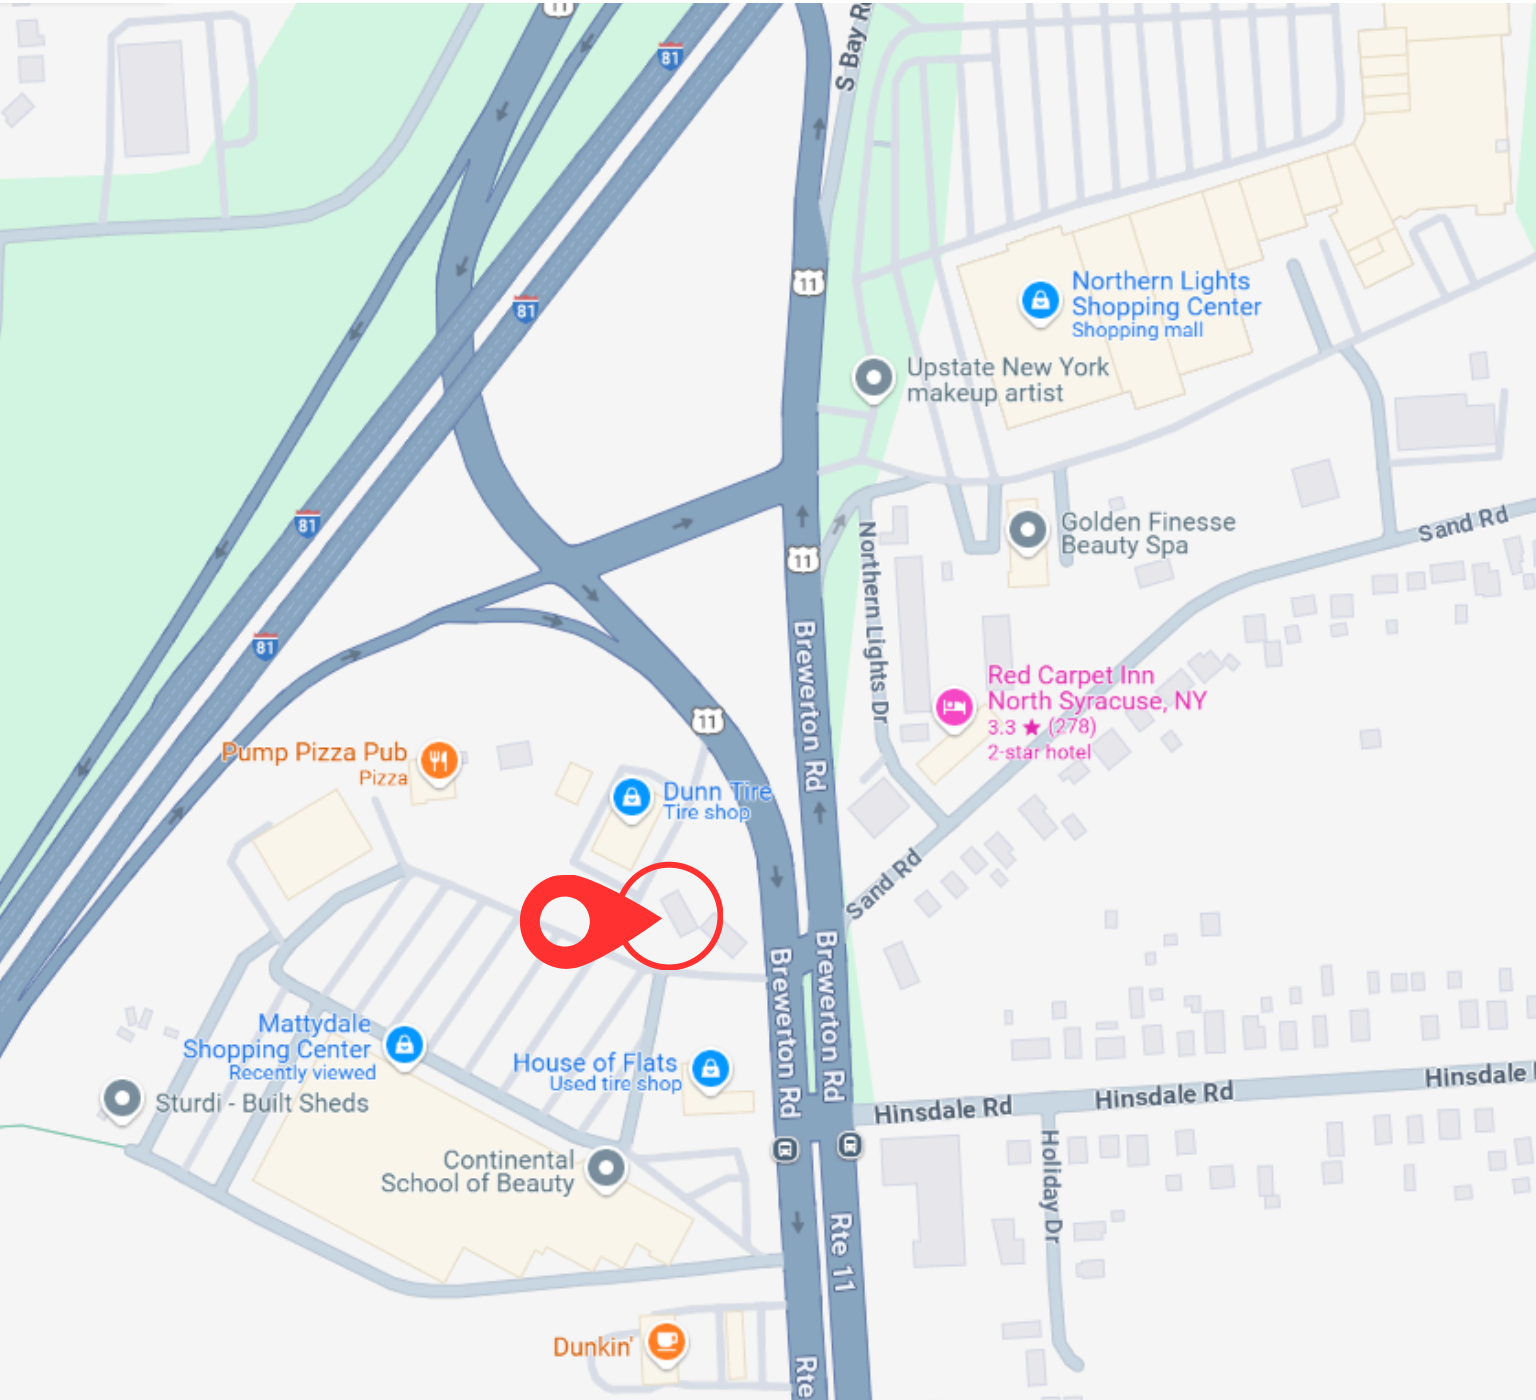 11
81
S Bay R
81
11
Northern Lights
Shopping Center
Shopping mall
Upstate New York
makeup artist
81
Golden Finesse
Beauty Spa
Sand Rd
11
Northern Lights Dr
81
Brewerton Rd
Red Carpet Inn
North Syracuse, NY
3.3 ★ (278)
2-star hotel
11
Pump Pizza Pub
Pizza
Dunn Tire
Tire shop
Sand Rd
Brewerton Rd
Brewerton Rd
Mattydale
Shopping Center
Recently viewed
House of Flats
Used tire shop
Sturdi - Built Sheds
Hinsdale Rd
Hinsdale Rd
Hinsdale
Holiday Dr
Continental
School of Beauty
Rte 11
Dunkin'
Rte